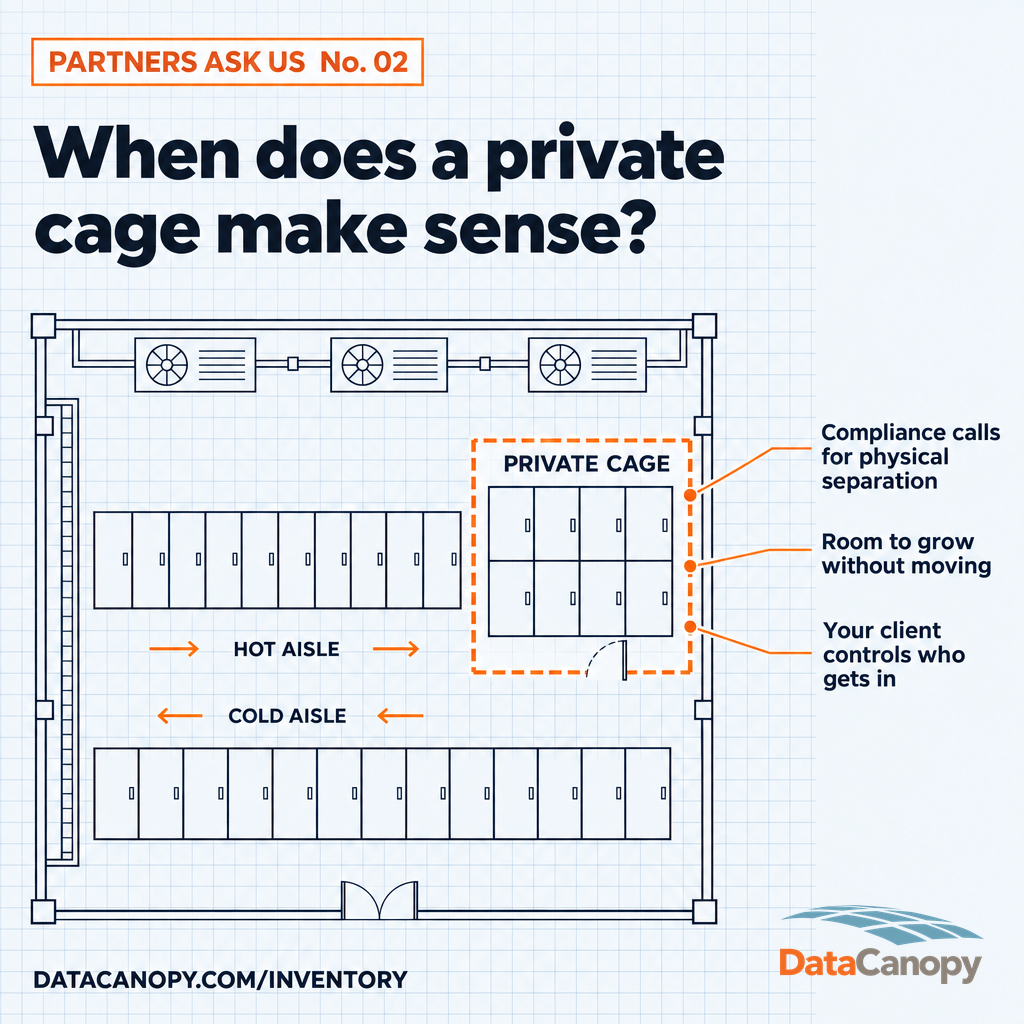 PARTNERS ASK US No. 02
When does a private
cage make sense?
PRIVATE CAGE
Compliance calls
for physical
separation
Room to grow
without moving
Your client
controls who
gets in
HOT AISLE
COLD AISLE
DATACANOPY.COM/INVENTORY
DataCanopy